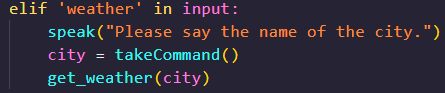 elif 'weather' in input:
    speak("Please say the name of the city.")
    city = takeCommand()
    get_weather(city)